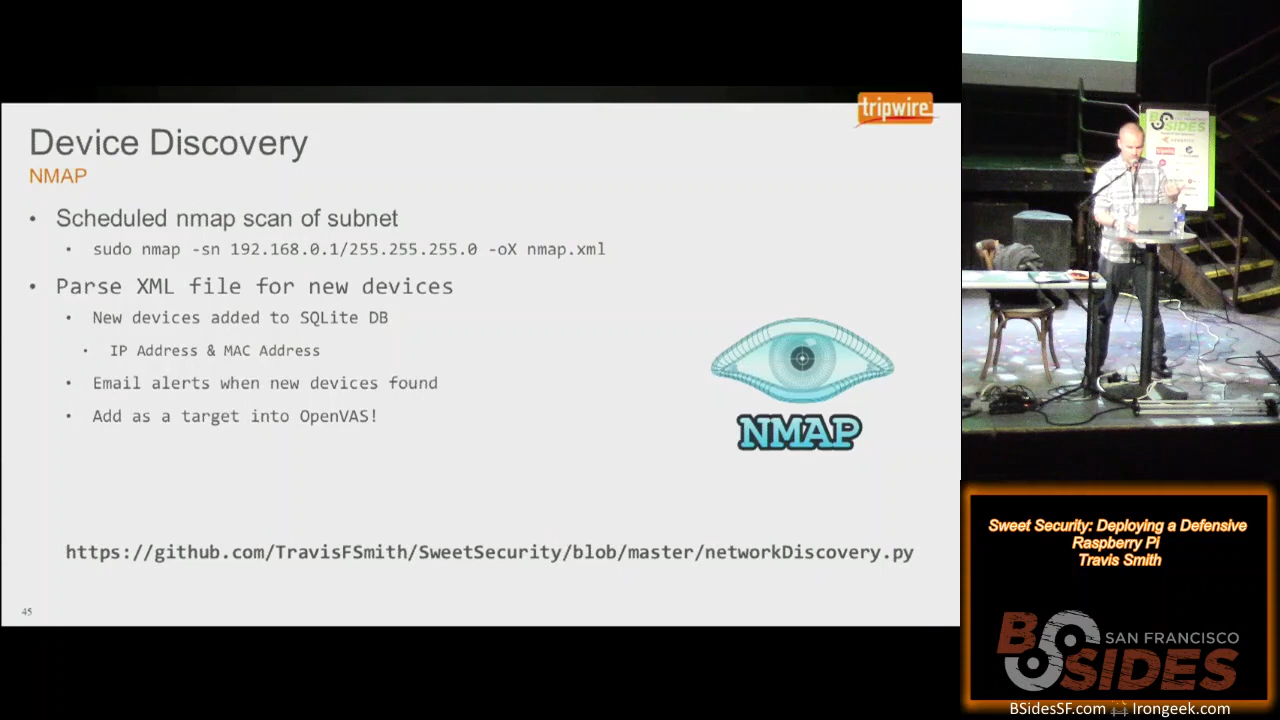 tripwire
Device Discovery
NMAP
• Scheduled nmap scan of subnet
• sudo nmap -sn 192.168.0.1/255.255.255.0 -oX nmap.xml
• Parse XML file for new devices
• New devices added to SQLite DB
• IP Address & MAC Address
• Email alerts when new devices found
• Add as a target into OpenVAS!
NMAP
https://github.com/TravisFSmith/SweetSecurity/blob/master/networkDiscovery.py
45
BSIDES
Sweet Security: Deploying a Defensive
Raspberry Pi
Travis Smith
BSIDES
SAN FRANCISCO
BSidesSF.com Irongeek.com